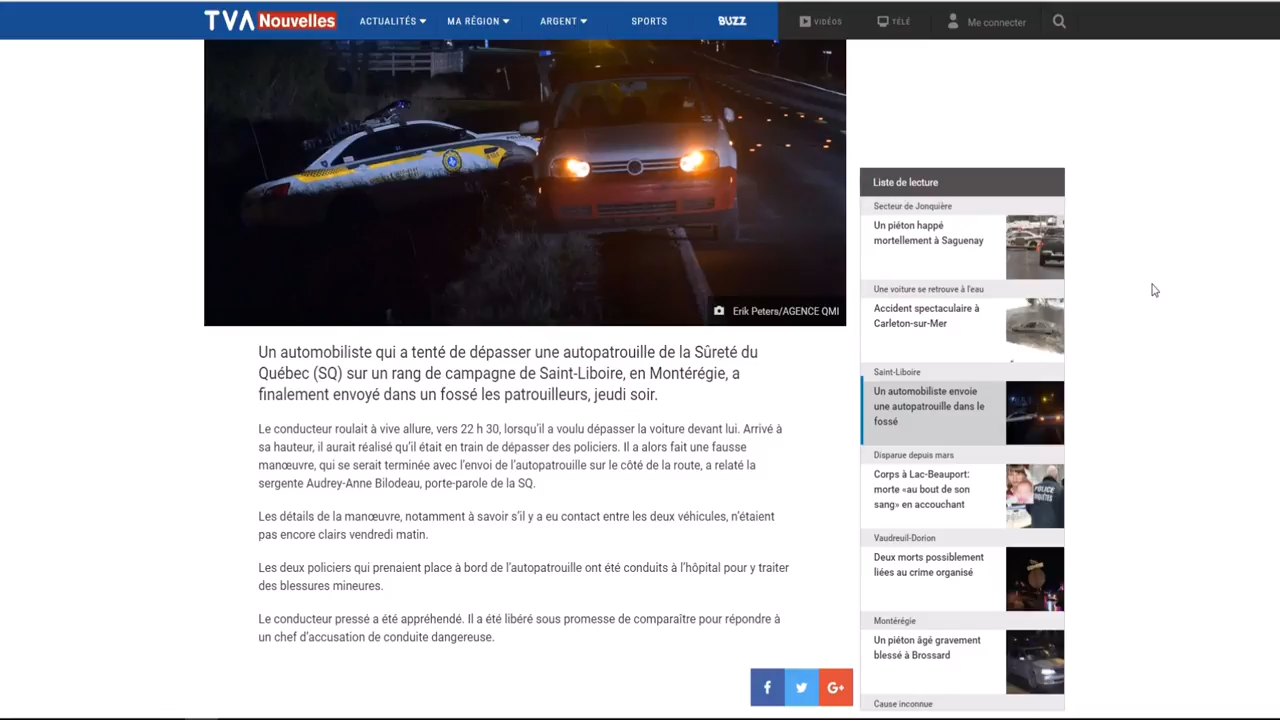 TVA Nouvelles
ACTUALITÉS
MA RÉGION
ARGENT
SPORTS
BUZZ
VIDÉOS
TÉLÉ
Me connecter
Erik Peters/AGENCE QMI
Un automobiliste qui a tenté de dépasser une autopatrouille de la Sûreté du
Québec (SQ) sur un rang de campagne de Saint-Liboire, en Montérégie, a
finalement envoyé dans un fossé les patrouilleurs, jeudi soir.
Le conducteur roulait à vive allure, vers 22 h 30, lorsqu’il a voulu dépasser la voiture devant lui. Arrivé à
sa hauteur, il aurait réalisé qu’il était en train de dépasser des policiers. Il a alors fait une fausse
manœuvre, qui se serait terminée avec l’envoi de l’autopatrouille sur le côté de la route, a relaté la
sergente Audrey-Anne Bilodeau, porte-parole de la SQ.
Les détails de la manœuvre, notamment à savoir s’il y a eu contact entre les deux véhicules, n’étaient
pas encore clairs vendredi matin.
Les deux policiers qui prenaient place à bord de l’autopatrouille ont été conduits à l’hôpital pour y traiter
des blessures mineures.
Le conducteur pressé a été appréhendé. Il a été libéré sous promesse de comparaître pour répondre à
un chef d’accusation de conduite dangereuse.
f
G+
Liste de lecture
Secteur de Jonquière
Un piéton happé
mortellement à Saguenay
Une voiture se retrouve à l'eau
Accident spectaculaire à
Carleton-sur-Mer
Saint-Liboire
Un automobiliste envoie
une autopatrouille dans le
fossé
Disparue depuis mars
Corps à Lac-Beauport:
morte «au bout de son
sang» en accouchant
POLICE
Vaudreuil-Dorion
Deux morts possiblement
liées au crime organisé
Montérégie
Un piéton âgé gravement
blessé à Brossard
Cause inconnue